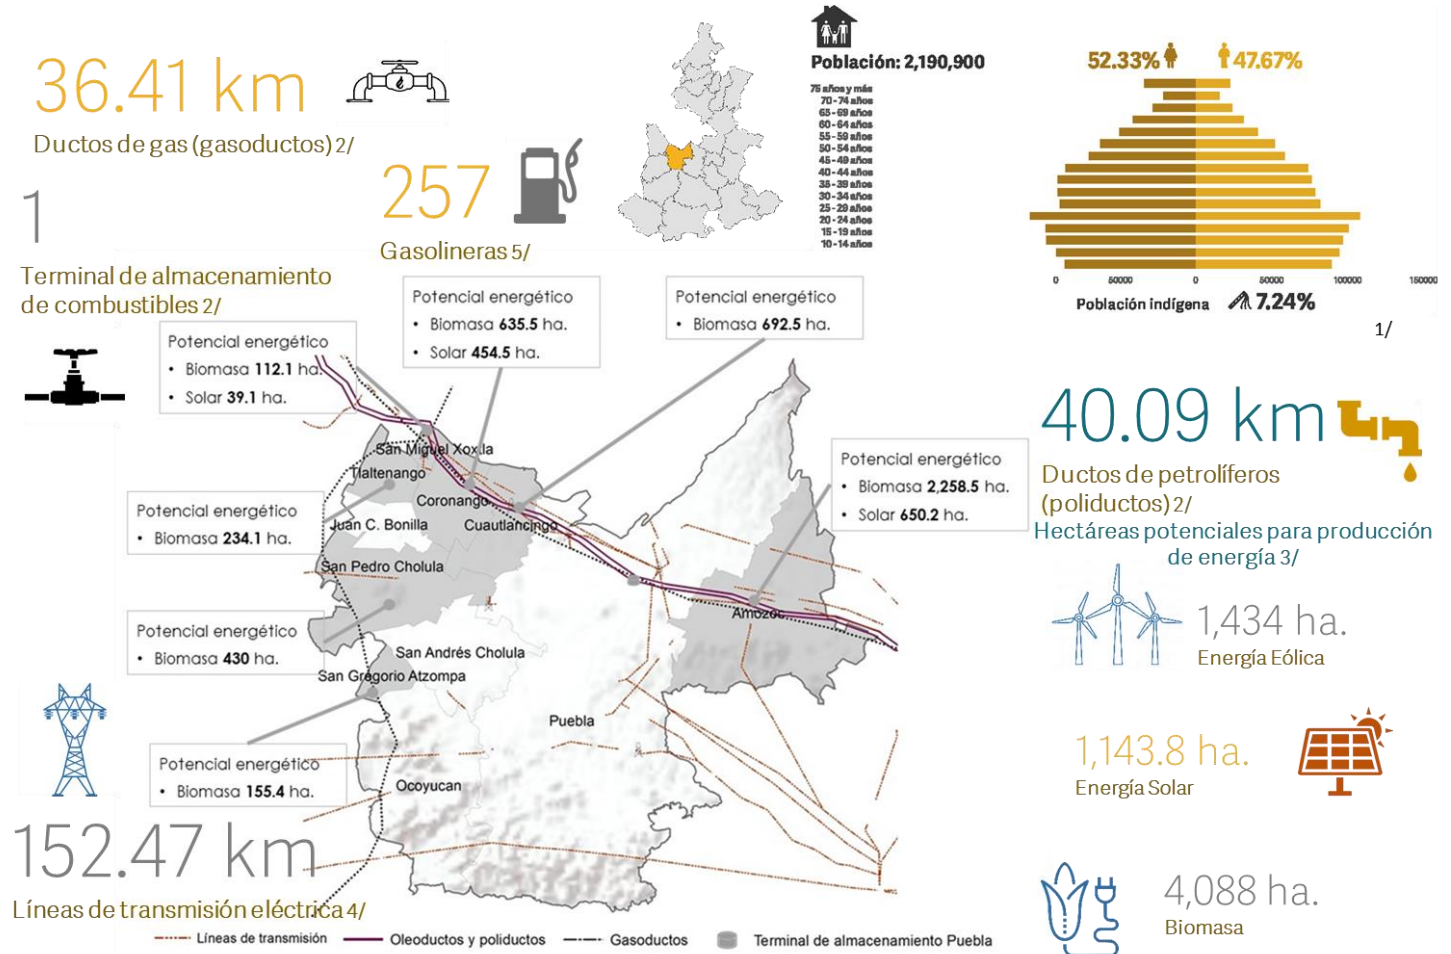 36.41 km
Ductos de gas (gasoductos) 2/
1
Terminal de almacenamiento
de combustibles 2/
257
Gasolineras 5/
Población: 2,190,900
75 años y más
70 - 74 años
65 - 69 años
60 - 64 años
55 - 59 años
50 - 54 años
45 - 49 años
40 - 44 años
35 - 39 años
30 - 34 años
25 - 29 años
20 - 24 años
15 - 19 años
10 - 14 años
52.33% 47.67%
0 50000 0 50000 100000 150000
Población indígena 7.24%
1/
Potencial energético
• Biomasa 112.1 ha.
• Solar 39.1 ha.
Potencial energético
• Biomasa 635.5 ha.
• Solar 454.5 ha.
Potencial energético
• Biomasa 692.5 ha.
Potencial energético
• Biomasa 2,258.5 ha.
• Solar 650.2 ha.
Potencial energético
• Biomasa 234.1 ha.
Potencial energético
• Biomasa 430 ha.
Potencial energético
• Biomasa 155.4 ha.
San Miguel Xoxtla
Tlaltenango
Coronango
Juan C. Bonilla
Cuautlancingo
San Pedro Cholula
Amozoc
San Andrés Cholula
San Gregorio Atzompa
Puebla
Ocoyucan
152.47 km
Líneas de transmisión eléctrica 4/
Líneas de transmisión
Oleoductos y poliductos
Gasoductos
Terminal de almacenamiento Puebla
40.09 km
Ductos de petrolíferos
(poliductos) 2/
Hectáreas potenciales para producción
de energía 3/
1,434 ha.
Energía Eólica
1,143.8 ha.
Energía Solar
4,088 ha.
Biomasa